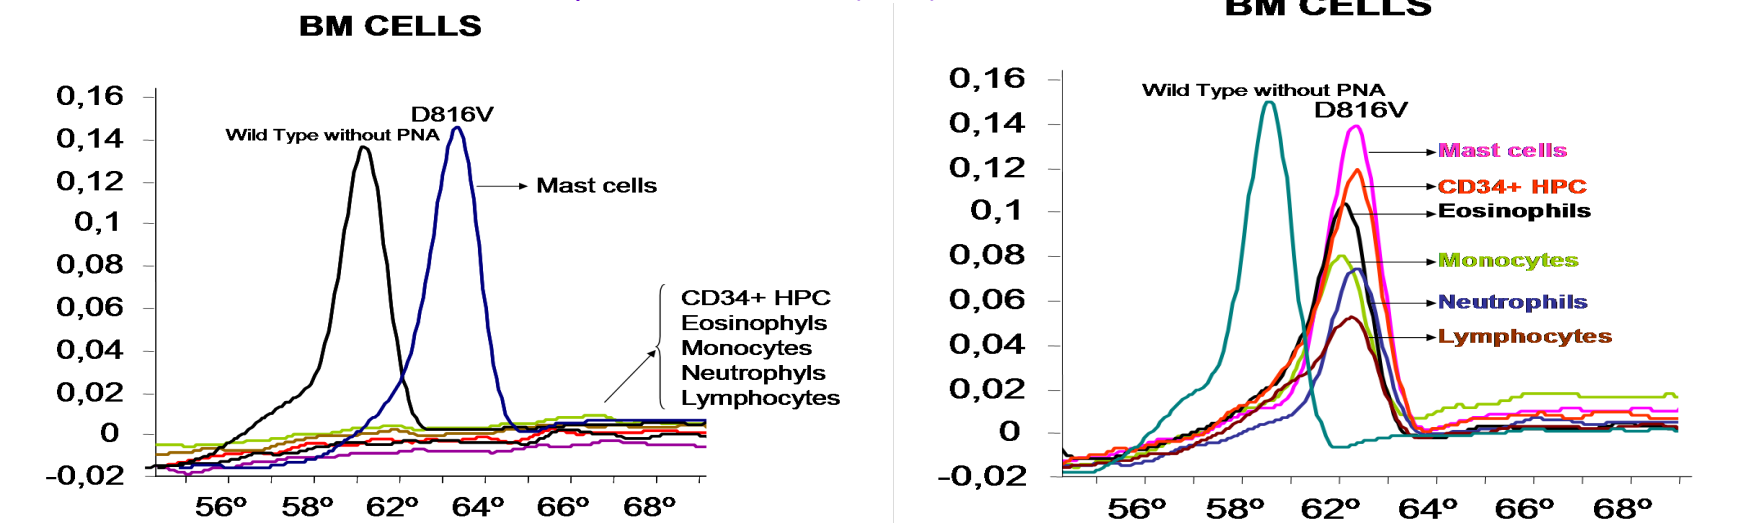 BM CELLS
0,16
0,14
0,12
0,1
0,08
0,06
0,04
0,02
0
-0,02
D816V
Wild Type without PNA
Mast cells
CD34+ HPC
Eosinophyls
Monocytes
Neutrophyls
Lymphocytes
56º 58º 62º 64º 66º 68º
BM CELLS
0,16
0,14
0,12
0,1
0,08
0,06
0,04
0,02
0
-0,02
Wild Type without PNA
D816V
Mast cells
CD34+ HPC
Eosinophils
Monocytes
Neutrophils
Lymphocytes
56º 58º 62º 64º 66º 68º